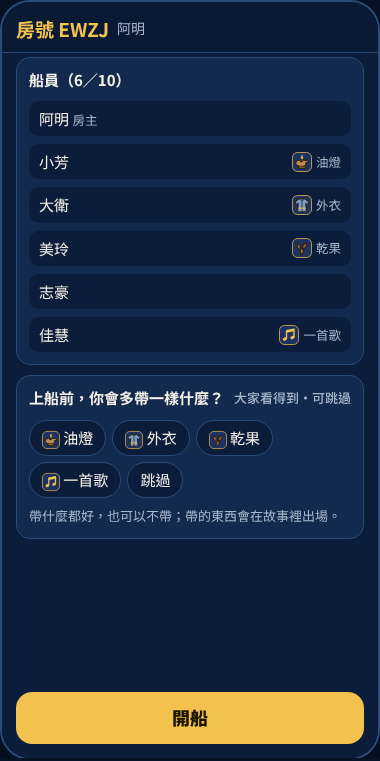 房號 EWZJ 阿明
船員（6／10）
阿明 房主
小芳 油燈
大衛 外衣
美玲 乾果
志豪
佳慧 一首歌
上船前，你會多帶一樣什麼？ 大家看得到・可跳過
油燈 外衣 乾果
一首歌 跳過
帶什麼都好，也可以不帶；帶的東西會在故事裡出場。
開船